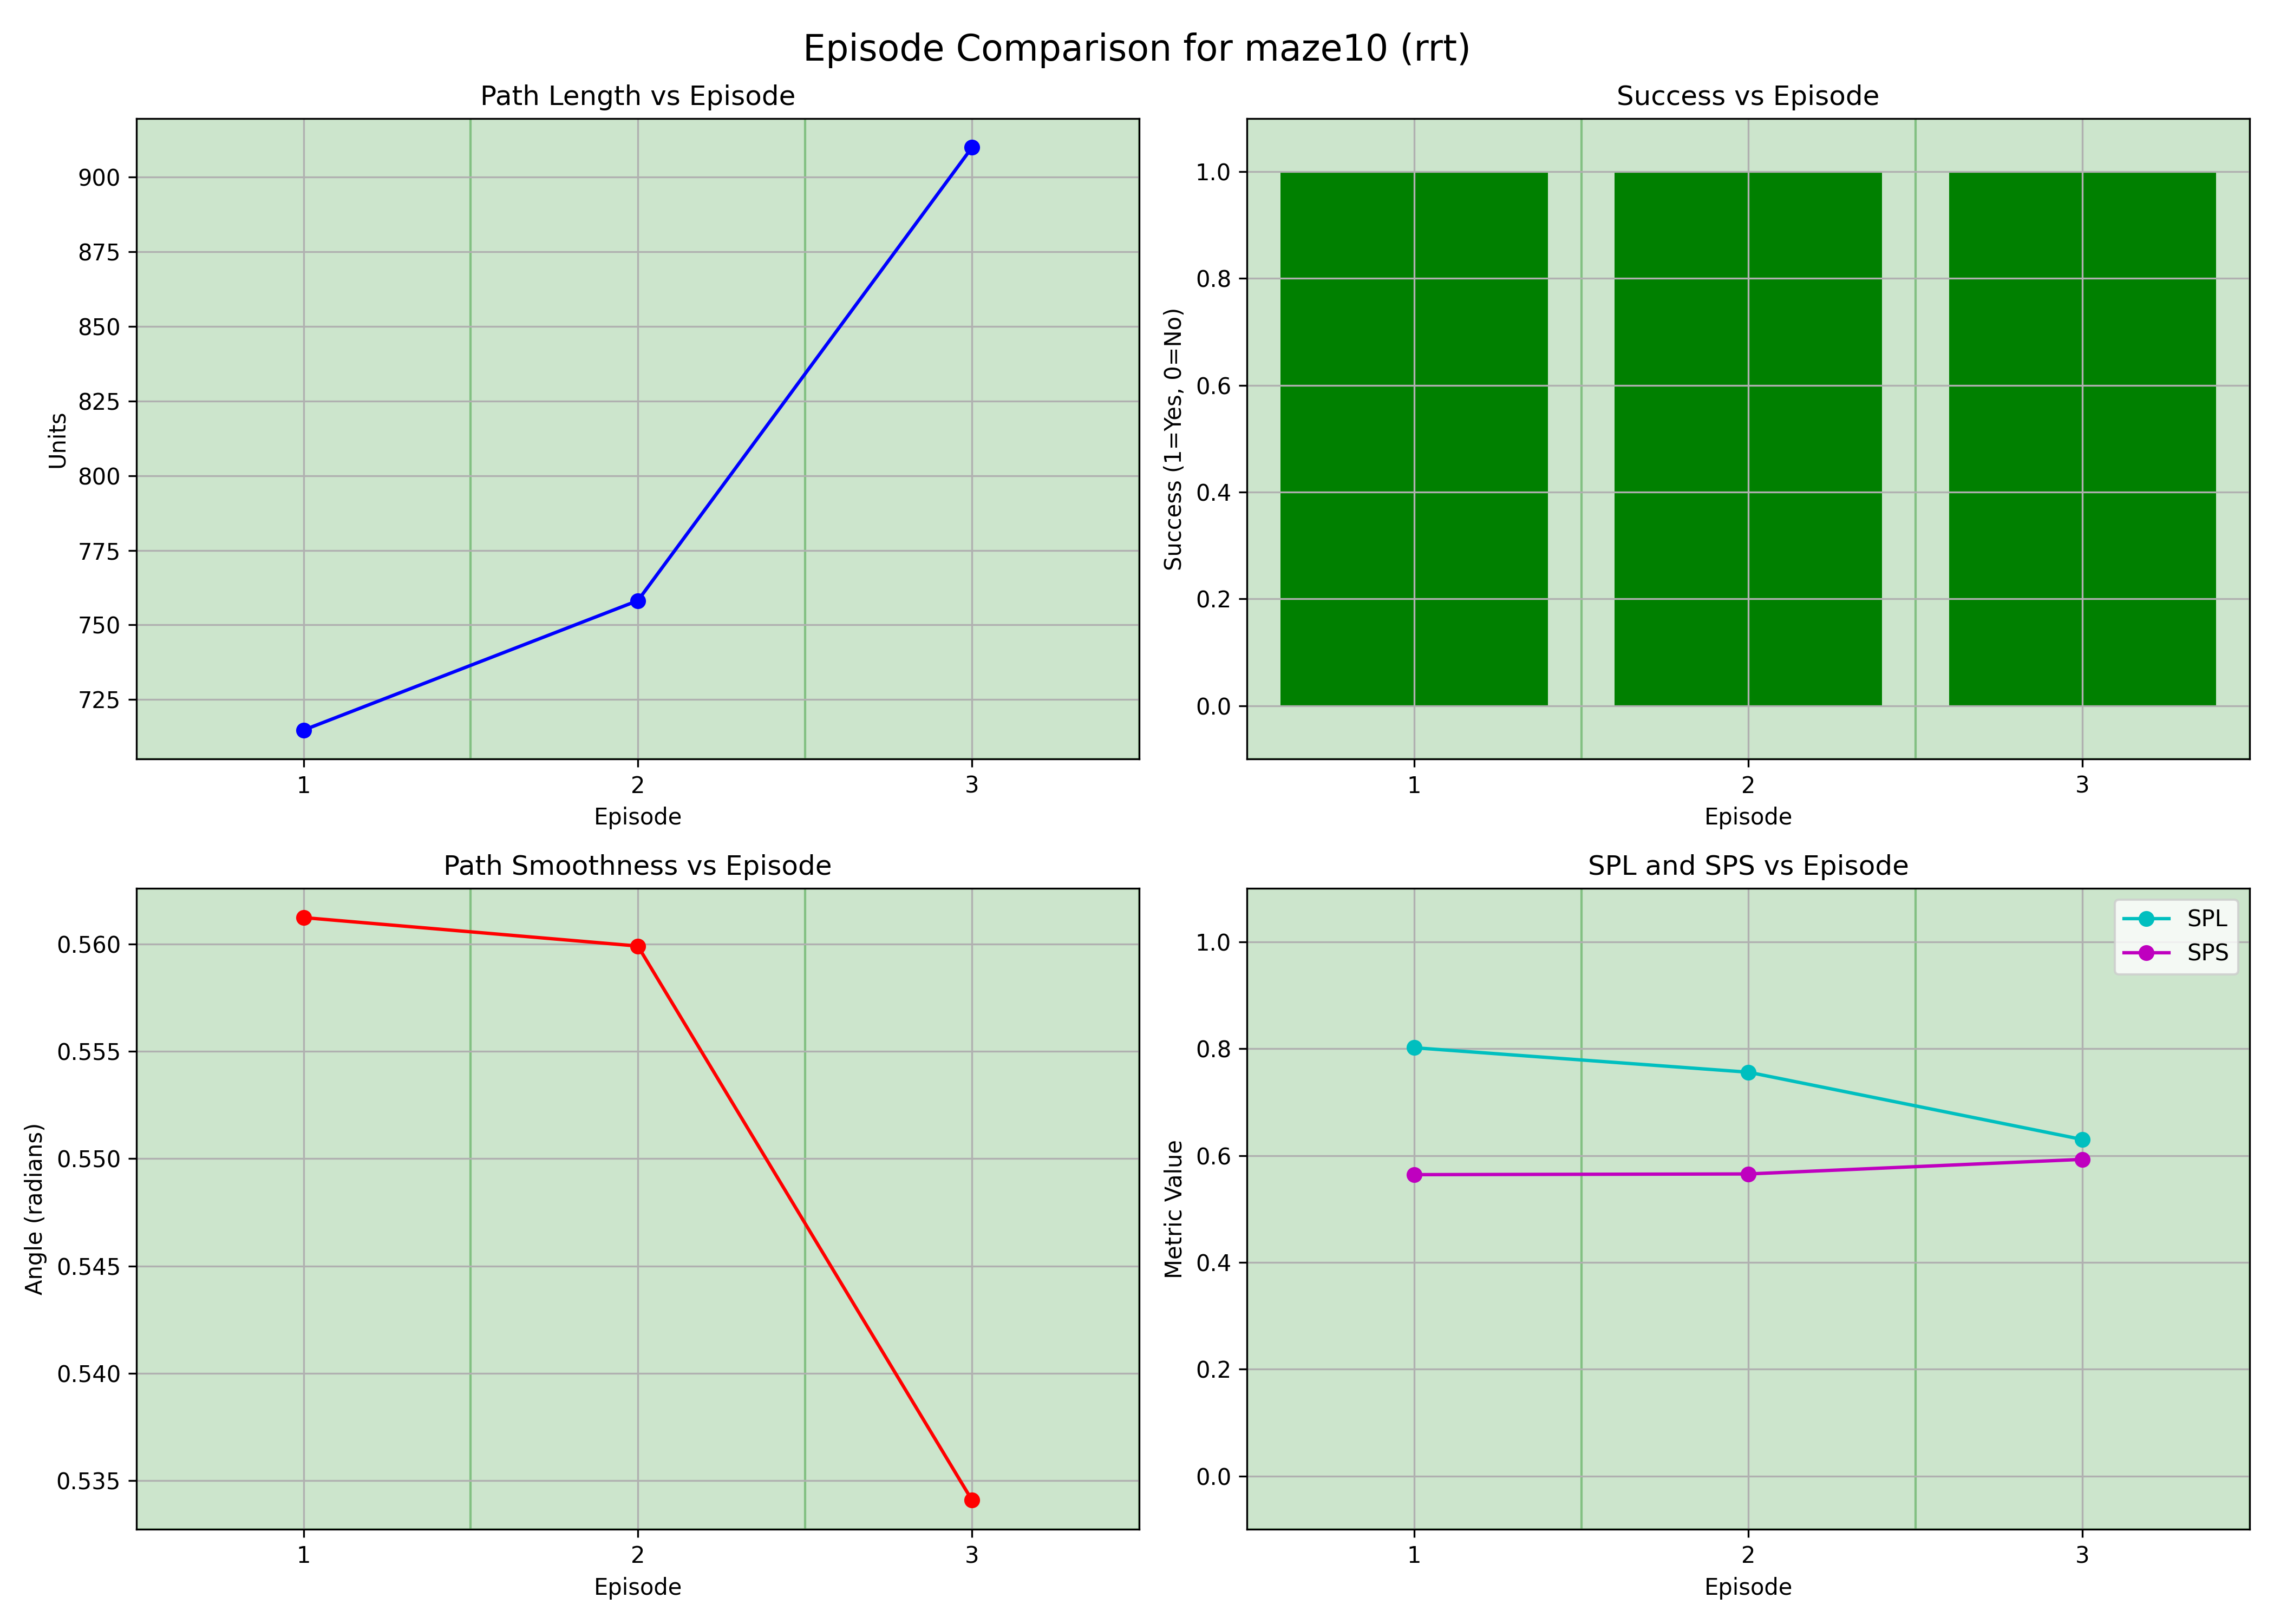 Episode Comparison for maze10 (rrt)
Path Length vs Episode
Units
900
875
850
825
800
775
750
725
1 2 3
Episode
Success vs Episode
Success (1=Yes, 0=No)
1.0
0.8
0.6
0.4
0.2
0.0
1 2 3
Episode
Path Smoothness vs Episode
Angle (radians)
0.560
0.555
0.550
0.545
0.540
0.535
1 2 3
Episode
SPL and SPS vs Episode
Metric Value
1.0
0.8
0.6
0.4
0.2
0.0
SPL
SPS
1 2 3
Episode